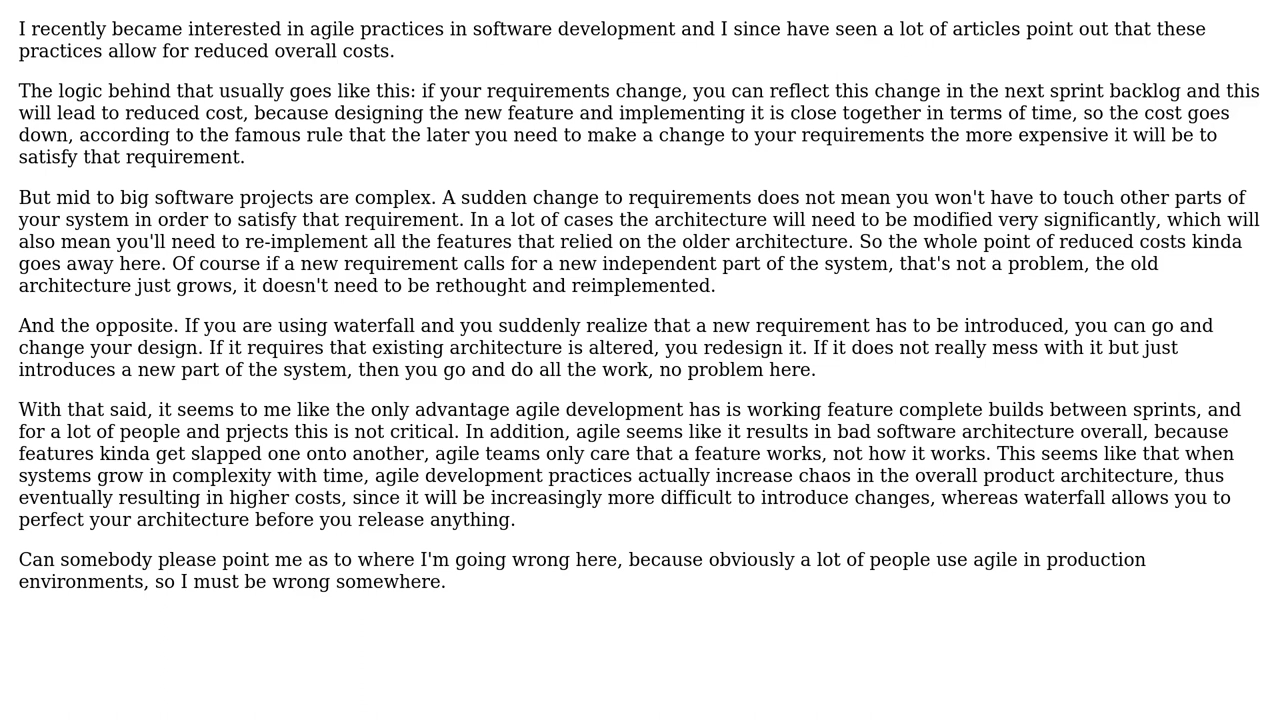 I recently became interested in agile practices in software development and I since have seen a lot of articles point out that these
practices allow for reduced overall costs.
The logic behind that usually goes like this: if your requirements change, you can reflect this change in the next sprint backlog and this
will lead to reduced cost, because designing the new feature and implementing it is close together in terms of time, so the cost goes
down, according to the famous rule that the later you need to make a change to your requirements the more expensive it will be to
satisfy that requirement.
But mid to big software projects are complex. A sudden change to requirements does not mean you won't have to touch other parts of
your system in order to satisfy that requirement. In a lot of cases the architecture will need to be modified very significantly, which will
also mean you'll need to re-implement all the features that relied on the older architecture. So the whole point of reduced costs kinda
goes away here. Of course if a new requirement calls for a new independent part of the system, that's not a problem, the old
architecture just grows, it doesn't need to be rethought and reimplemented.
And the opposite. If you are using waterfall and you suddenly realize that a new requirement has to be introduced, you can go and
change your design. If it requires that existing architecture is altered, you redesign it. If it does not really mess with it but just
introduces a new part of the system, then you go and do all the work, no problem here.
With that said, it seems to me like the only advantage agile development has is working feature complete builds between sprints, and
for a lot of people and prjects this is not critical. In addition, agile seems like it results in bad software architecture overall, because
features kinda get slapped one onto another, agile teams only care that a feature works, not how it works. This seems like that when
systems grow in complexity with time, agile development practices actually increase chaos in the overall product architecture, thus
eventually resulting in higher costs, since it will be increasingly more difficult to introduce changes, whereas waterfall allows you to
perfect your architecture before you release anything.
Can somebody please point me as to where I'm going wrong here, because obviously a lot of people use agile in production
environments, so I must be wrong somewhere.